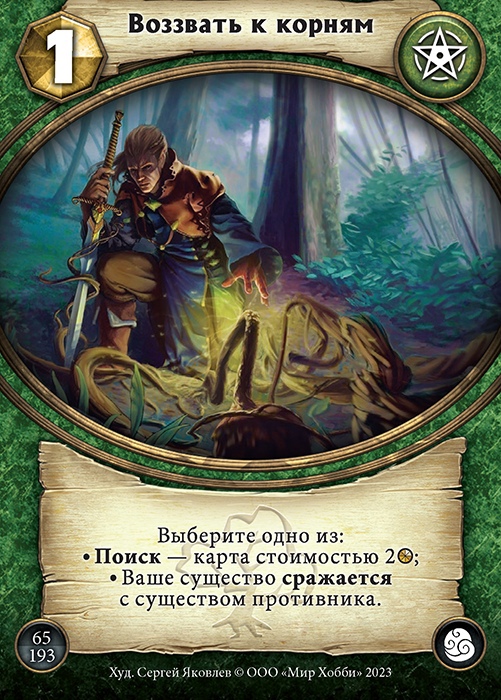 Воззвать к корням
1
Выберите одно из:
• Поиск — карта стоимостью 2;
• Ваше существо сражается
с существом противника.
65
193
Худ. Сергей Яковлев © ООО «Мир Хобби» 2023